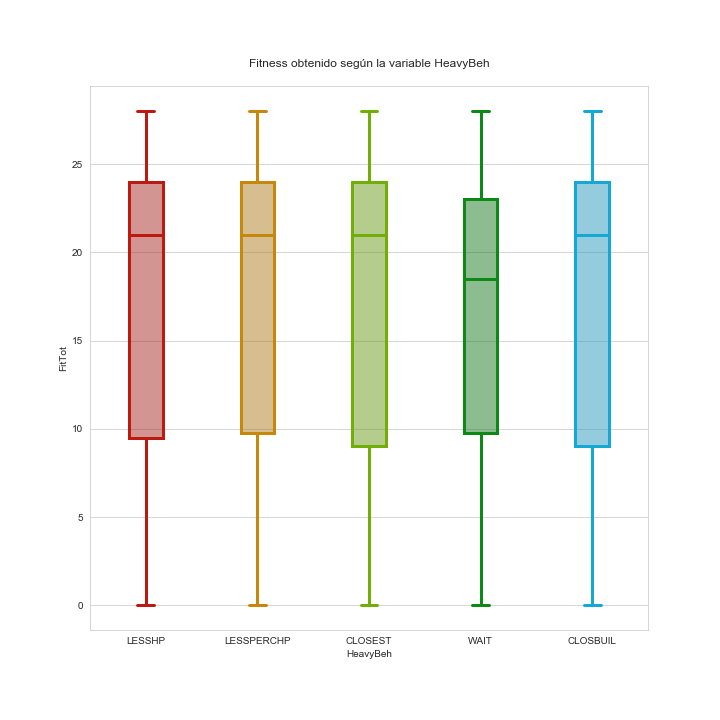 Fitness obtenido según la variable HeavyBeh
25
20
15
10
5
0
FitTot
LESSHP LESSPERCHP CLOSEST WAIT CLOSBUIL
HeavyBeh